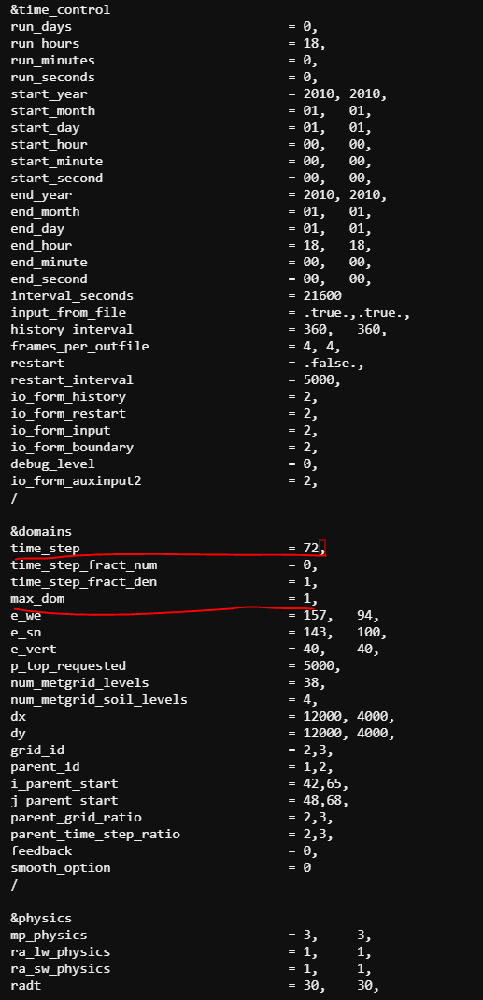 &time_control
run_days = 0,
run_hours = 18,
run_minutes = 0,
run_seconds = 0,
start_year = 2010, 2010,
start_month = 01, 01,
start_day = 01, 01,
start_hour = 00, 00,
start_minute = 00, 00,
start_second = 00, 00,
end_year = 2010, 2010,
end_month = 01, 01,
end_day = 01, 01,
end_hour = 18, 18,
end_minute = 00, 00,
end_second = 00, 00,
interval_seconds = 21600
input_from_file = .true.,.true.,
history_interval = 360, 360,
frames_per_outfile = 4, 4,
restart = .false.,
restart_interval = 5000,
io_form_history = 2,
io_form_restart = 2,
io_form_input = 2,
io_form_boundary = 2,
debug_level = 0,
io_form_auxinput2 = 2,
/
&domains
time_step = 72,
time_step_fract_num = 0,
time_step_fract_den = 1,
max_dom = 1,
e_we = 157, 94,
e_sn = 143, 100,
e_vert = 40, 40,
p_top_requested = 5000,
num_metgrid_levels = 38,
num_metgrid_soil_levels = 4,
dx = 12000, 4000,
dy = 12000, 4000,
grid_id = 2,3,
parent_id = 1,2,
i_parent_start = 42,65,
j_parent_start = 48,68,
parent_grid_ratio = 2,3,
parent_time_step_ratio = 2,3,
feedback = 0,
smooth_option = 0
/
&physics
mp_physics = 3, 3,
ra_lw_physics = 1, 1,
ra_sw_physics = 1, 1,
radt = 30, 30,